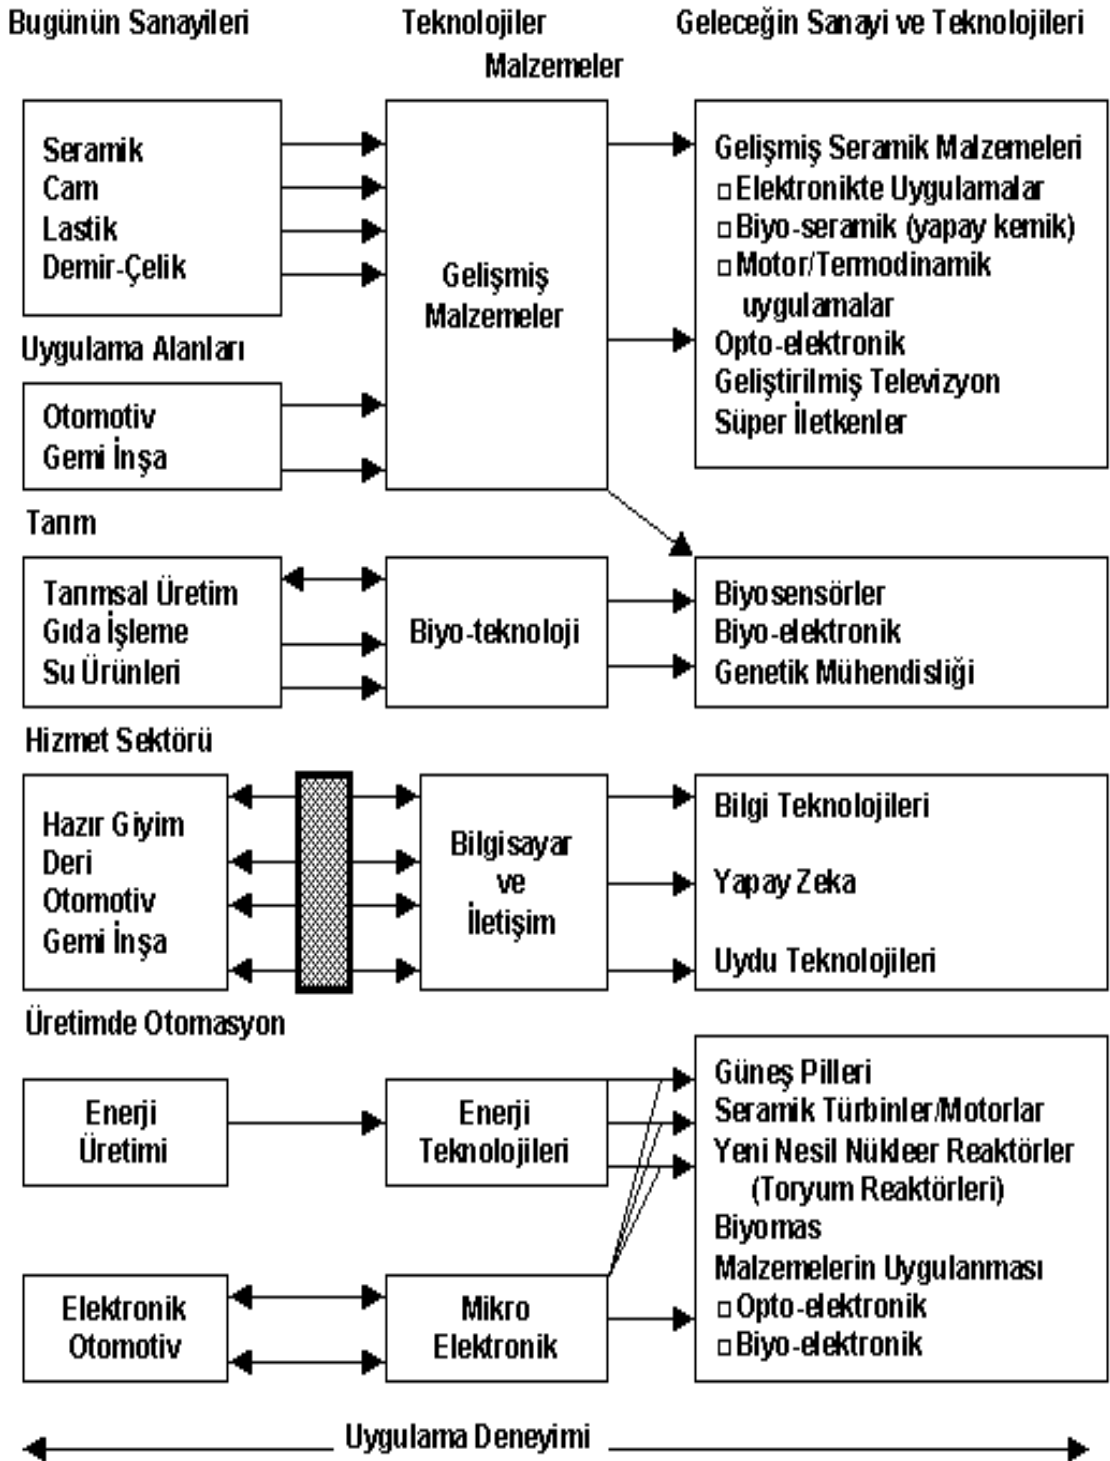 Bugünün Sanayileri
Teknolojiler
Geleceğin Sanayi ve Teknolojileri
Malzemeler
Seramik
Cam
Lastik
Demir-Çelik
Uygulama Alanları
Otomotiv
Gemi İnşa
Gelişmiş
Malzemeler
Gelişmiş Seramik Malzemeleri
Elektronikte Uygulamalar
Biyo-seramik (yapay kemik)
Motor/Termodinamik
uygulamalar
Opto-elektronik
Geliştirilmiş Televizyon
Süper İletkenler
Tarım
Tarımsal Üretim
Gıda İşleme
Su Ürünleri
Biyo-teknoloji
Biyosensörler
Biyo-elektronik
Genetik Mühendisliği
Hizmet Sektörü
Hazır Giyim
Deri
Otomotiv
Gemi İnşa
Bilgisayar
ve
İletişim
Bilgi Teknolojileri
Yapay Zeka
Uydu Teknolojileri
Üretimde Otomasyon
Enerji
Üretimi
Enerji
Teknolojileri
Güneş Pilleri
Seramik Türbinler/Motorlar
Yeni Nesil Nükleer Reaktörler
(Toryum Reaktörleri)
Biyomas
Malzemelerin Uygulanması
Opto-elektronik
Biyo-elektronik
Elektronik
Otomotiv
Mikro
Elektronik
Uygulama Deneyimi